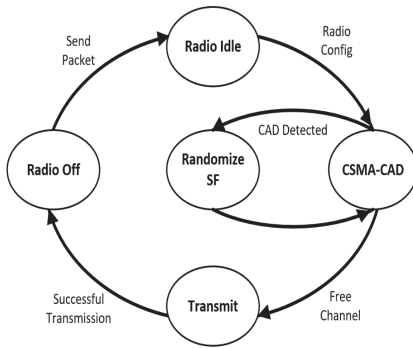 Send
Packet
Radio Idle
Radio
Config
CAD Detected
Radio Off
Randomize
SF
CSMA-CAD
Successful
Transmission
Transmit
Free
Channel